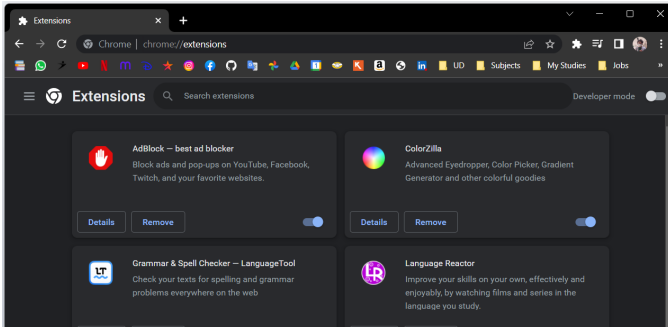 Extensions
Chrome | chrome://extensions
UD
Subjects
My Studies
Jobs
»
Extensions
Search extensions
Developer mode
AdBlock — best ad blocker
Block ads and pop-ups on YouTube, Facebook,
Twitch, and your favorite websites.
Details
Remove
ColorZilla
Advanced Eyedropper, Color Picker, Gradient
Generator and other colorful goodies
Details
Remove
LT
Grammar & Spell Checker — LanguageTool
Check your texts for spelling and grammar
problems everywhere on the web
LR
Language Reactor
Improve your skills on your own, effectively and
enjoyably, by watching films and series in the
language you study.